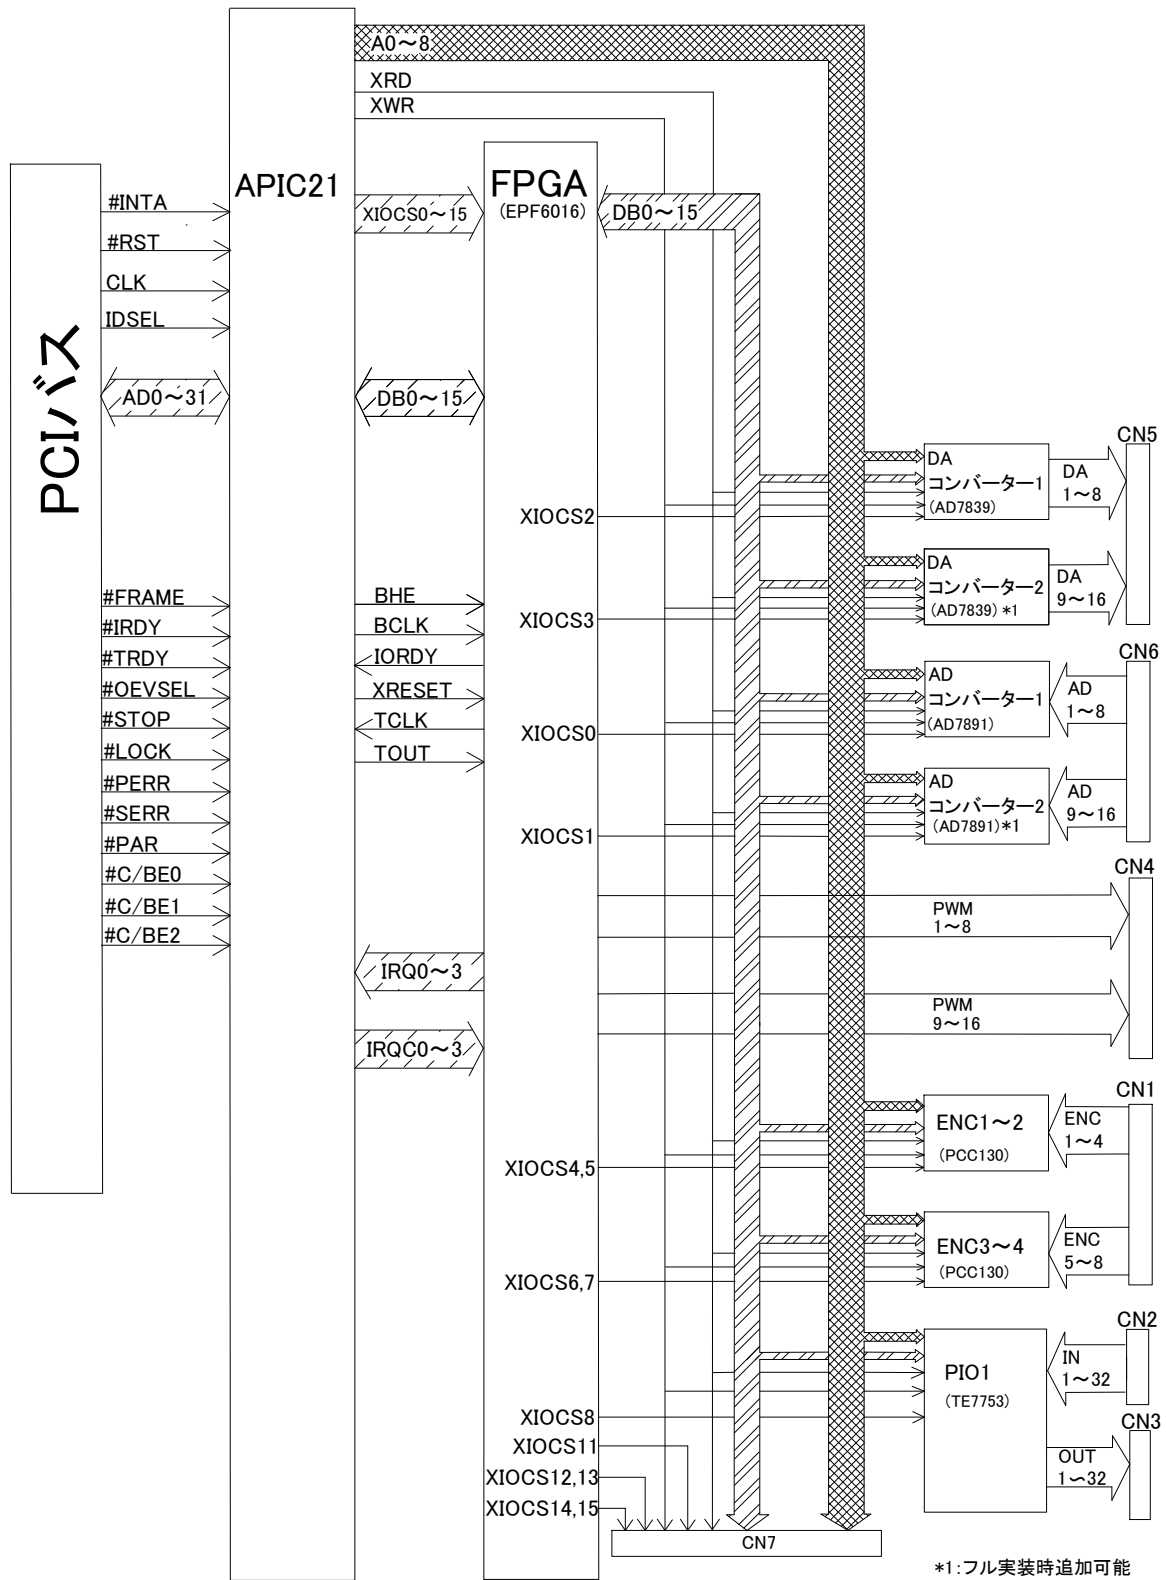 A0～8
XRD
XWR
PCIバス
#INTA
#RST
CLK
IDSEL
AD0～31
#FRAME
#IRDY
#TRDY
#OEVSEL
#STOP
#LOCK
#PERR
#SERR
#PAR
#C/BE0
#C/BE1
#C/BE2
APIC21
XIOCS0～15
DB0～15
BHE
BCLK
IORDY
XRESET
TCLK
TOUT
IRQ0～3
IRQC0～3
FPGA
(EPF6016)
DB0～15
XIOCS2
XIOCS3
XIOCS0
XIOCS1
XIOCS4,5
XIOCS6,7
XIOCS8
XIOCS11
XIOCS12,13
XIOCS14,15
DA
コンバーター1
(AD7839)
DA
1～8
CN5
DA
コンバーター2
(AD7839)*1
DA
9～16
AD
コンバーター1
(AD7891)
AD
1～8
CN6
AD
コンバーター2
(AD7891)*1
AD
9～16
PWM
1～8
CN4
PWM
9～16
ENC1～2
(PCC130)
ENC
1～4
CN1
ENC3～4
(PCC130)
ENC
5～8
PIO1
(TE7753)
IN
1～32
CN2
OUT
1～32
CN3
CN7
*1:フル実装時追加可能